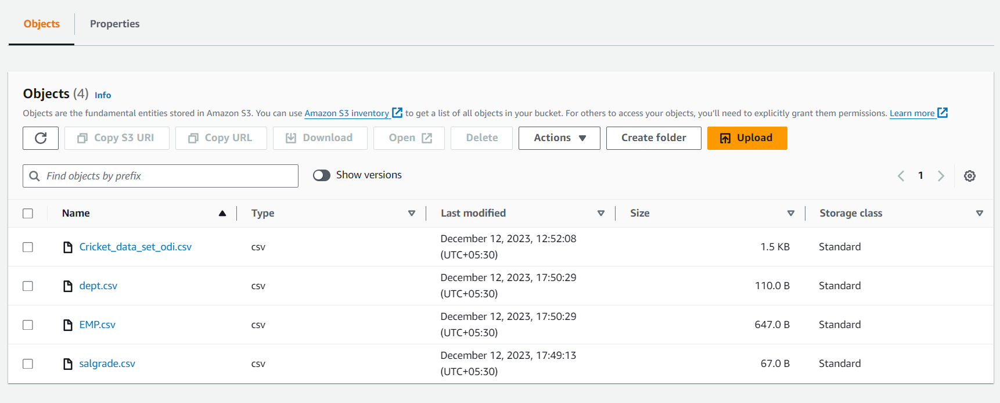 Objects
Properties
Objects (4) Info
Objects are the fundamental entities stored in Amazon S3. You can use Amazon S3 inventory to get a list of all objects in your bucket. For others to access your objects, you’ll need to explicitly grant them permissions. Learn more
Copy S3 URI Copy URL Download Open Delete Actions Create folder Upload
Find objects by prefix Show versions 1
Name Type Last modified Size Storage class
Cricket_data_set_odi.csv csv December 12, 2023, 12:52:08 (UTC+05:30) 1.5 KB Standard
dept.csv csv December 12, 2023, 17:50:29 (UTC+05:30) 110.0 B Standard
EMP.csv csv December 12, 2023, 17:50:29 (UTC+05:30) 647.0 B Standard
salgrade.csv csv December 12, 2023, 17:49:13 (UTC+05:30) 67.0 B Standard